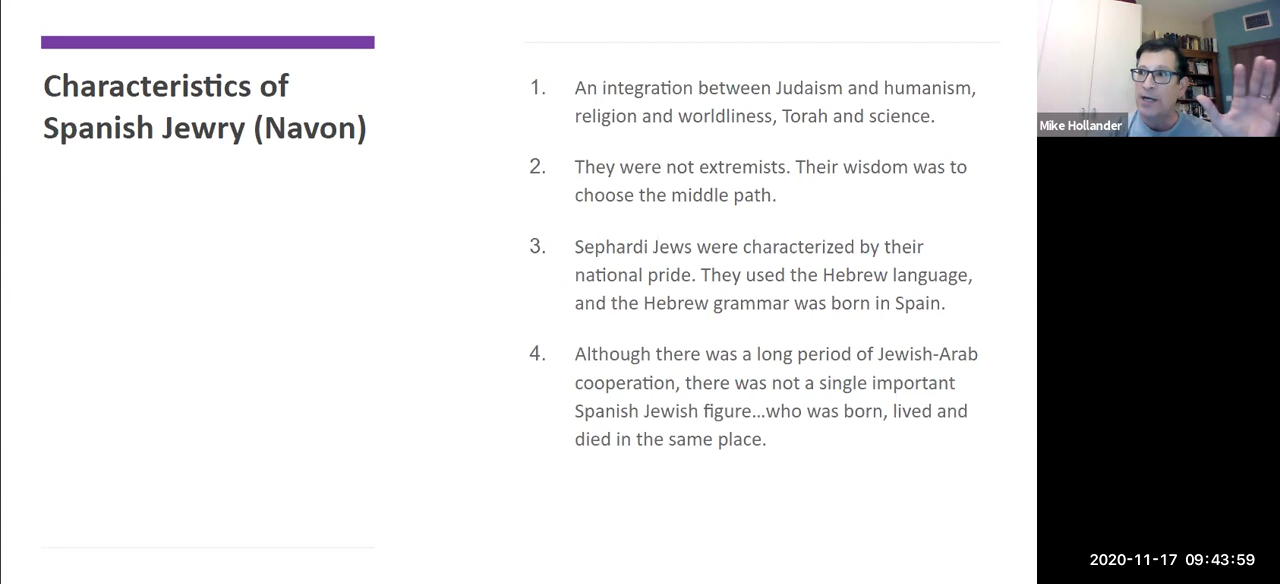 Characteristics of
Spanish Jewry (Navon)
1. An integration between Judaism and humanism,
religion and worldliness, Torah and science.
2. They were not extremists. Their wisdom was to
choose the middle path.
3. Sephardi Jews were characterized by their
national pride. They used the Hebrew language,
and the Hebrew grammar was born in Spain.
4. Although there was a long period of Jewish-Arab
cooperation, there was not a single important
Spanish Jewish figure...who was born, lived and
died in the same place.
Mike Hollander
2020-11-17 09:43:59